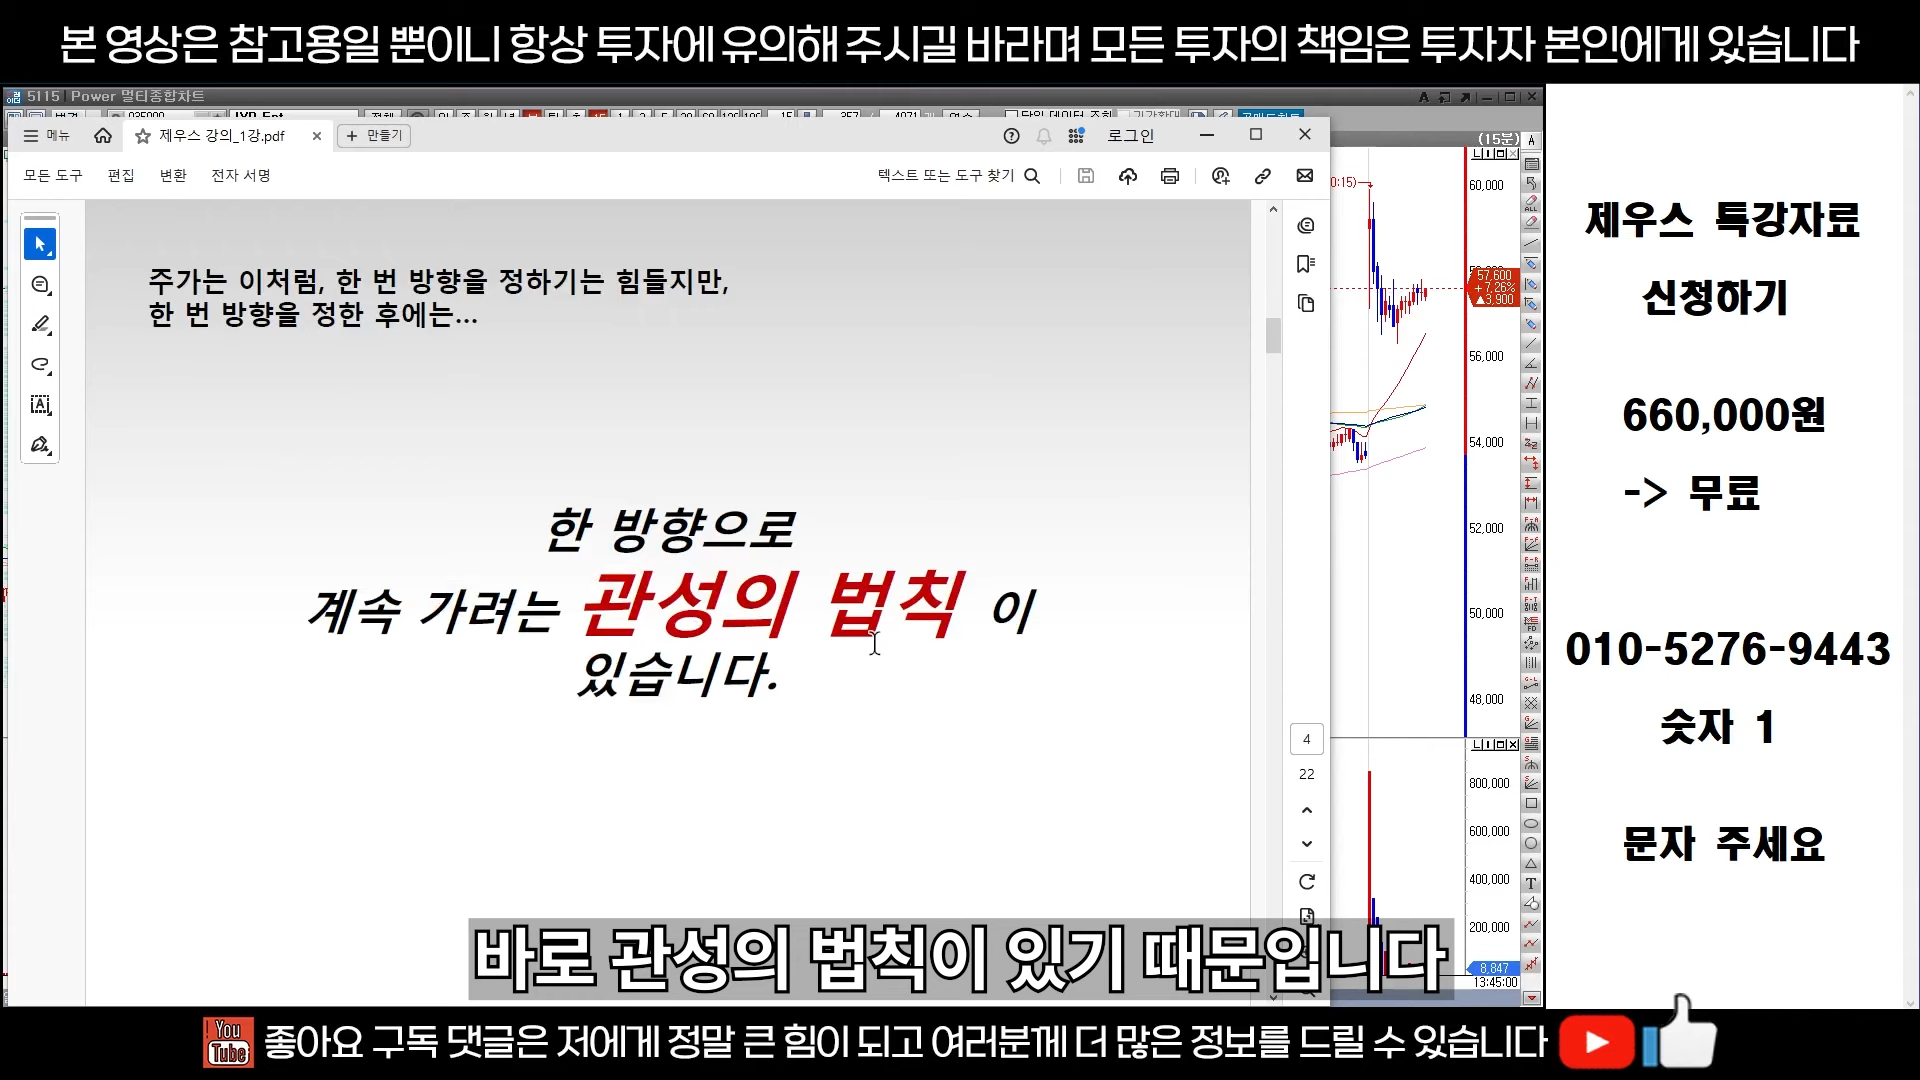 본 영상은 참고용일 뿐이니 항상 투자에 유의해 주시길 바라며 모든 투자의 책임은 투자자 본인에게 있습니다
5115 Power 멀티종합차트
메뉴
제우스 강의_1강.pdf
만들기
로그인
모든 도구 편집 변환 전자 서명
텍스트 또는 도구 찾기
주가는 이처럼, 한 번 방향을 정하기는 힘들지만,
한 번 방향을 정한 후에는...
한 방향으로
계속 가려는 관성의 법칙 이
있습니다.
4
22
(15분)
0:15)
60,000
57,600
+7.26%
▲3,900
56,000
54,000
52,000
50,000
48,000
800,000
600,000
400,000
200,000
8,847
13:45:00
제우스 특강자료
신청하기
660,000원
-> 무료
010-5276-9443
숫자 1
문자 주세요
바로 관성의 법칙이 있기 때문입니다
You Tube
좋아요 구독 댓글은 저에게 정말 큰 힘이 되고 여러분께 더 많은 정보를 드릴 수 있습니다